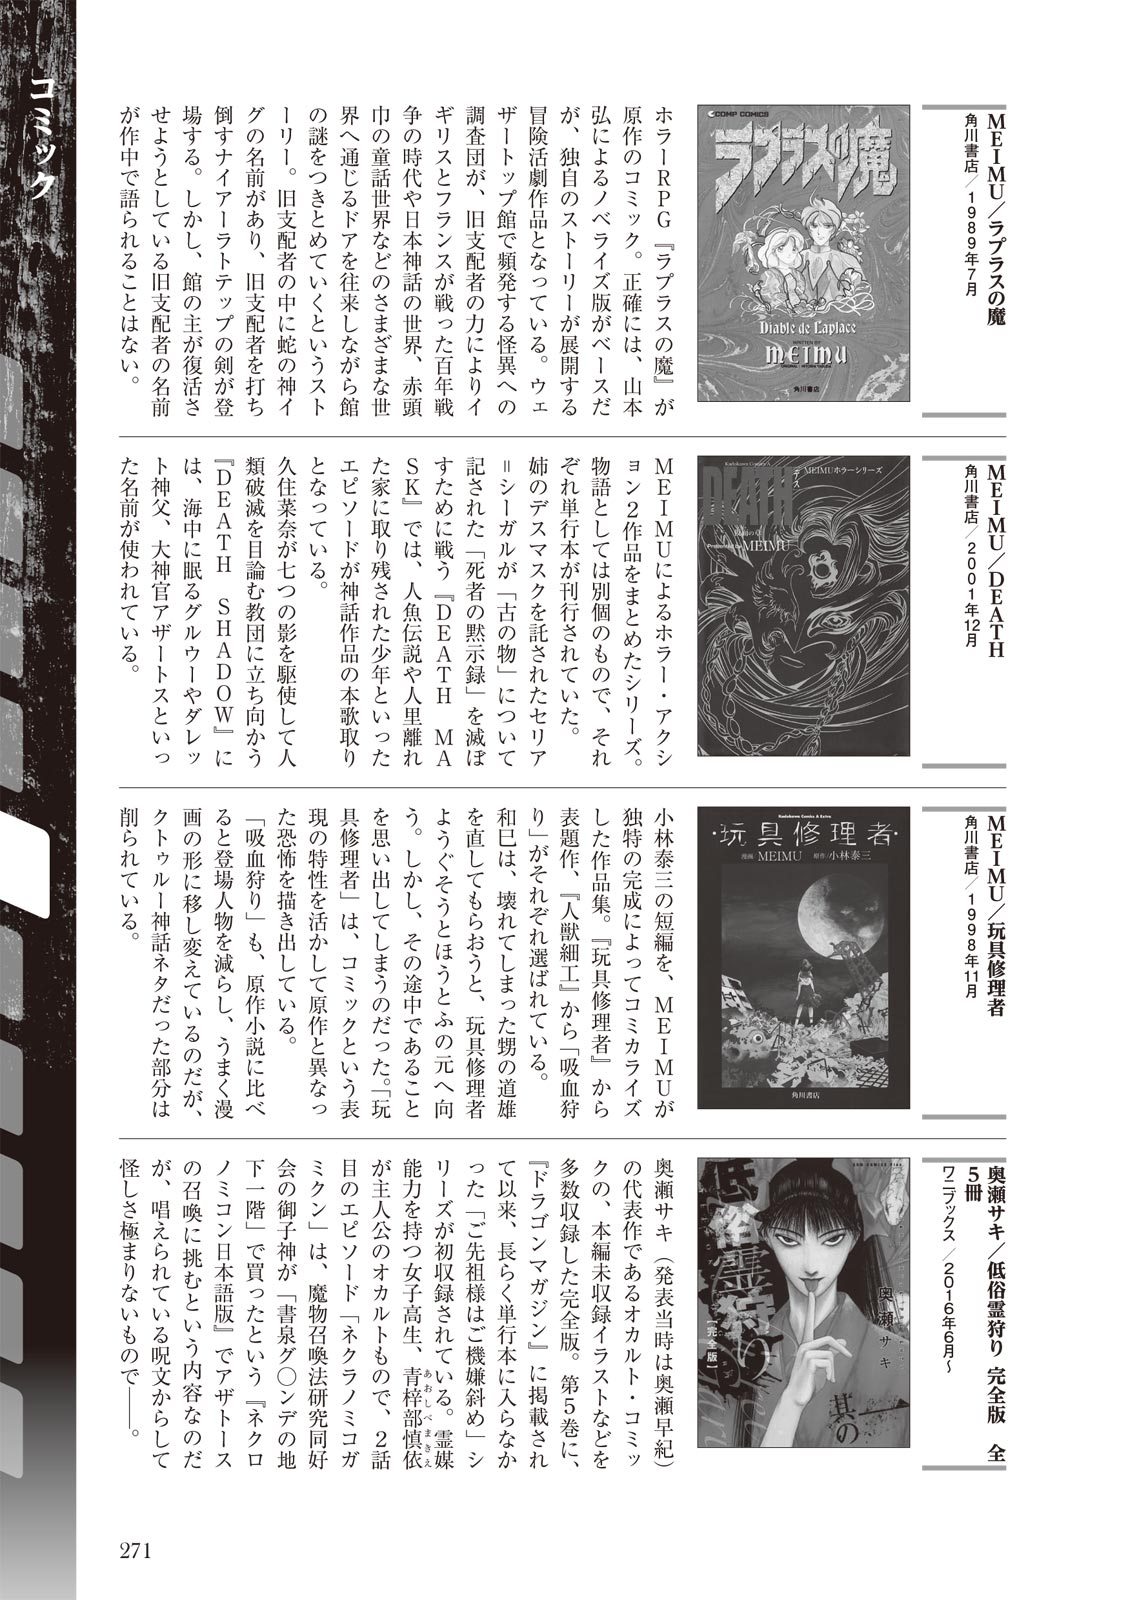 コミック
MEIMU／ラプラスの魔
角川書店／1989年7月
COMP COMICS
ラプラスの魔
Diable de Laplace
WRITTEN BY
MEIMU
角川書店
ホラーRPG『ラプラスの魔』が
原作のコミック。正確には、山本
弘によるノベライズ版がベースだ
が、独自のストーリーが展開する
冒険活劇作品となっている。ウェ
ザートップ館で頻発する怪異への
調査団が、旧支配者の力によりイ
ギリスとフランスが戦った百年戦
争の時代や日本神話の世界、赤頭
巾の童話世界などのさまざまな世
界へ通じるドアを往来しながら館
の謎をつきとめていくというスト
ーリー。旧支配者の中に蛇の神イ
グの名前があり、旧支配者を打ち
倒すナイアーラトテップの剣が登
場する。しかし、館の主が復活さ
せようとしている旧支配者の名前
が作中で語られることはない。
MEIMU／DEATH
角川書店／2001年12月
Kadokawa Comics A
DEATH
デス
MEIMUホラーシリーズ
Presented by MEIMU
MEIMUによるホラー・アクシ
ョン2作品をまとめたシリーズ。
物語としては別個のもので、それ
ぞれ単行本が刊行されていた。
姉のデスマスクを託されたセリア
＝シーガルが「古の物」について
記された「死者の黙示録」を滅ぼ
すために戦う『DEATH MA
SK』では、人魚伝説や人里離れ
た家に取り残された少年といった
エピソードが神話作品の本歌取り
となっている。
久住菜奈が七つの影を駆使して人
類破滅を目論む教団に立ち向かう
『DEATH SHADOW』に
は、海中に眠るグルウーやダレッ
ト神父、大神官アザートスといっ
た名前が使われている。
MEIMU／玩具修理者
角川書店／1998年11月
Kadokawa Comics A Extra
・玩具修理者・
漫画・MEIMU 原作／小林泰三
角川書店
小林泰三の短編を、MEIMUが
独特の完成によってコミカライズ
した作品集。『玩具修理者』から
表題作、『人獣細工』から「吸血狩
り」がそれぞれ選ばれている。
和巳は、壊れてしまった甥の道雄
を直してもらおうと、玩具修理者
ようぐそうとほうとふの元へ向
う。しかし、その途中であること
を思い出してしまうのだった。「玩
具修理者」は、コミックという表
現の特性を活かして原作と異なっ
た恐怖を描き出している。
「吸血狩り」も、原作小説に比べ
ると登場人物を減らし、うまく漫
画の形に移し変えているのだが、
クトゥルー神話ネタだった部分は
削られている。
奥瀬サキ／低俗霊狩り 完全版 全
5冊
ワニブックス／2016年6月〜
低俗霊狩り
【完全版】
奥瀬サキ
其の一
奥瀬サキ（発表当時は奥瀬早紀）
の代表作であるオカルト・コミッ
クの、本編未収録イラストなどを
多数収録した完全版。第5巻に、
『ドラゴンマガジン』に掲載され
て以来、長らく単行本に入らなか
った「ご先祖様はご機嫌斜め」シ
リーズが初収録されている。霊媒
能力を持つ女子高生、青梓部慎依
あおしべまきえ
が主人公のオカルトもので、2話
目のエピソード「ネクラノミコガ
ミクン」は、魔物召喚法研究同好
会の御子神が「書泉グ〇ンデの地
下一階」で買ったという『ネクロ
ノミコン日本語版』でアザトース
の召喚に挑むという内容なのだ
が、唱えられている呪文からして
怪しさ極まりないもので――。
271